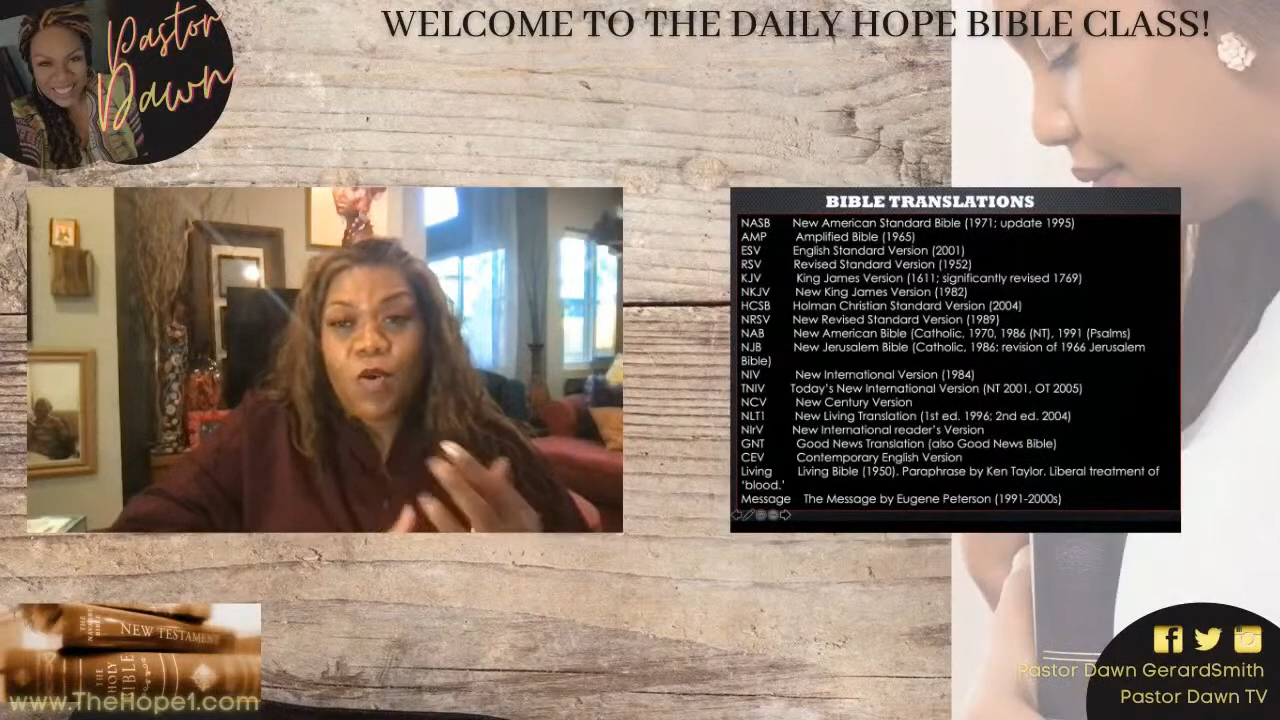 Pastor
Dawn
WELCOME TO THE DAILY HOPE BIBLE CLASS!
BIBLE TRANSLATIONS
NASB New American Standard Bible (1971; update 1995)
AMP Amplified Bible (1965)
ESV English Standard Version (2001)
RSV Revised Standard Version (1952)
KJV King James Version (1611; significantly revised 1769)
NKJV New King James Version (1982)
HCSB Holman Christian Standard Version (2004)
NRSV New Revised Standard Version (1989)
NAB New American Bible (Catholic, 1970, 1986 (NT), 1991 (Psalms)
NJB New Jerusalem Bible (Catholic, 1986; revision of 1966 Jerusalem
Bible)
NIV New International Version (1984)
TNIV Today's New International Version (NT 2001, OT 2005)
NCV New Century Version
NLT1 New Living Translation (1st ed. 1996; 2nd ed. 2004)
NIrV New International reader's Version
GNT Good News Translation (also Good News Bible)
CEV Contemporary English Version
Living Living Bible (1950). Paraphrase by Ken Taylor. Liberal treatment of
'blood.'
Message The Message by Eugene Peterson (1991-2000s)
NEW TESTAMENT
THE
HOLY
BIBLE
www.TheHope1.com
Pastor Dawn GerardSmith
Pastor Dawn TV